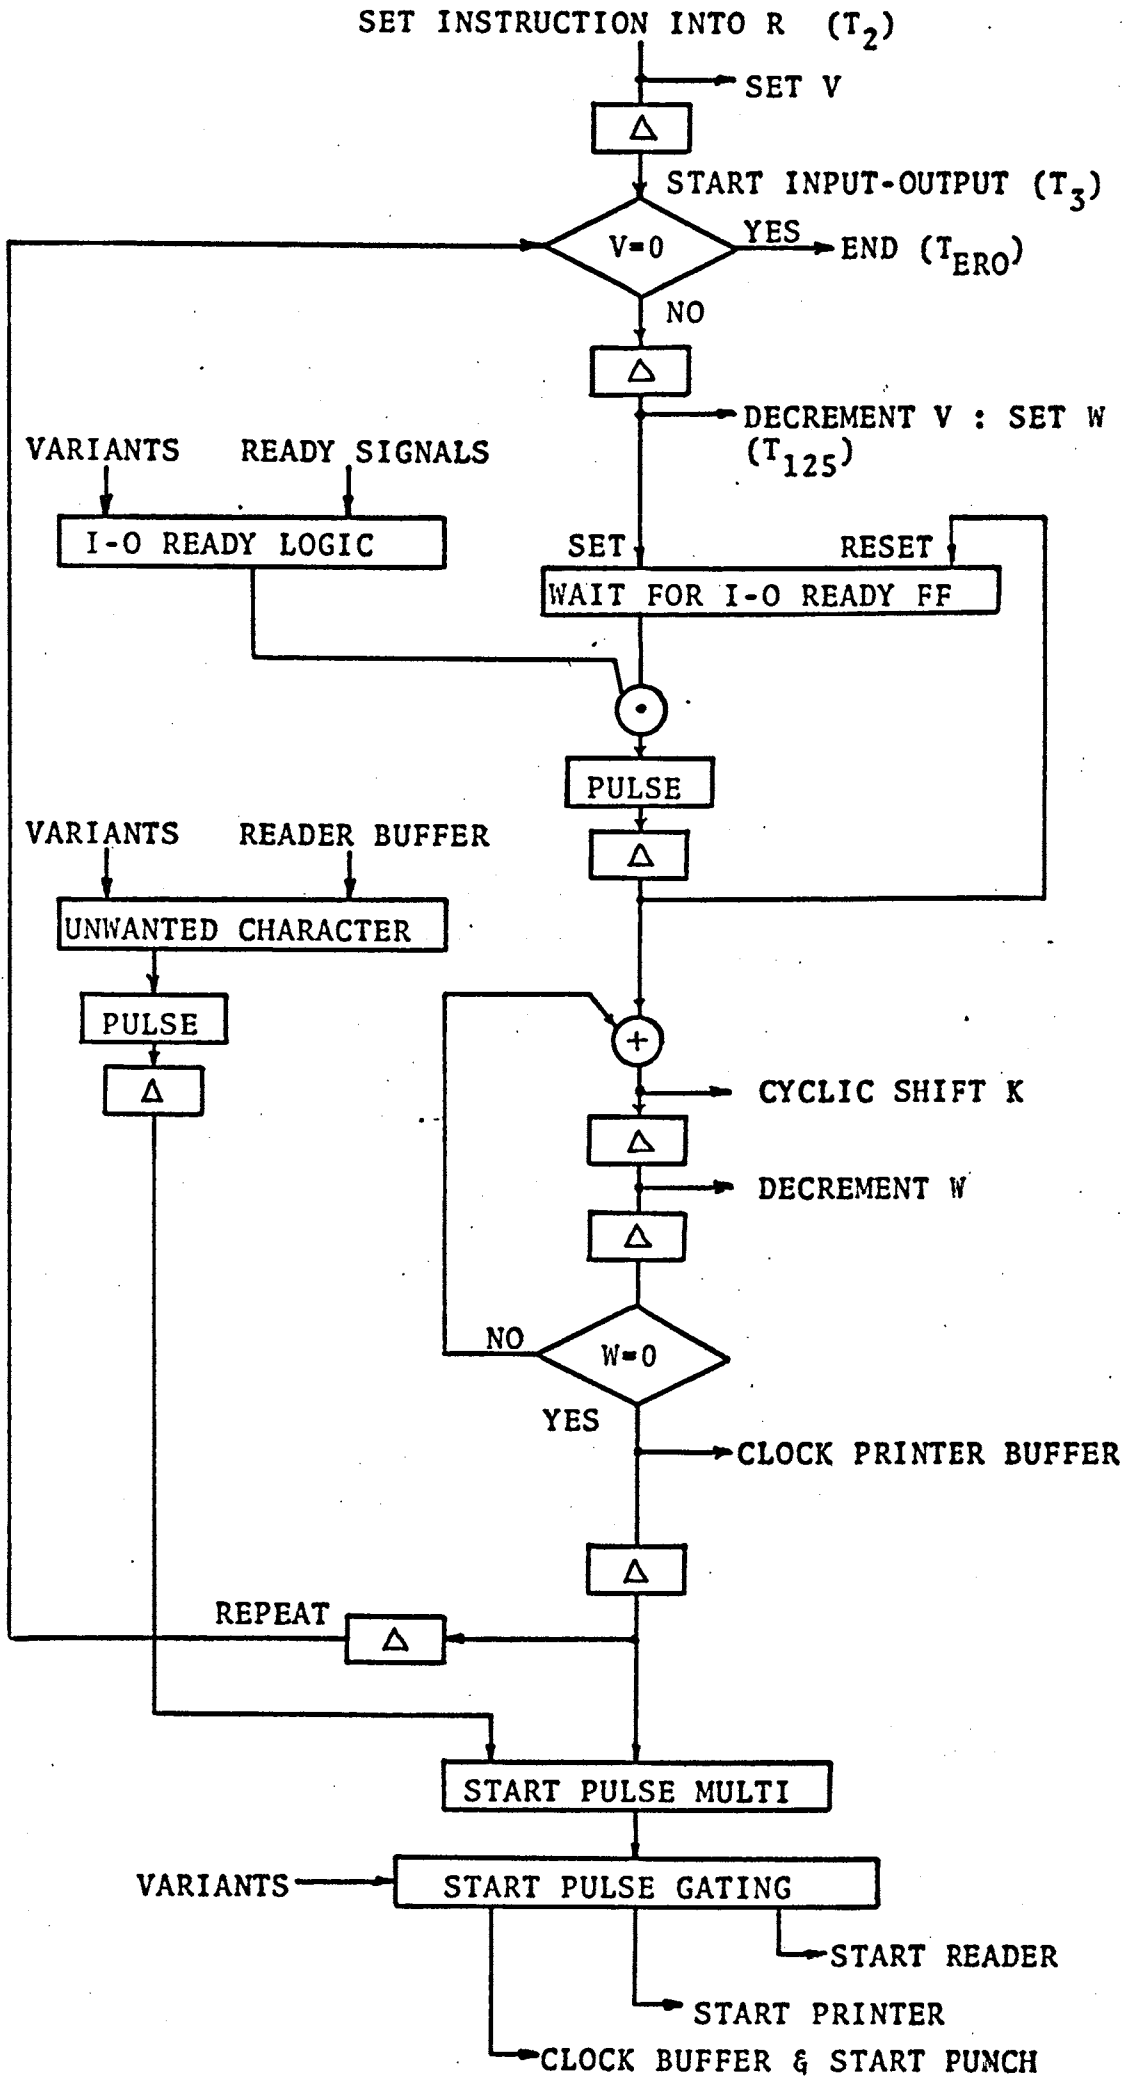 SET INSTRUCTION INTO R (T2)
SET V
Δ
START INPUT-OUTPUT (T3)
V=0
YES
END (TERO)
NO
Δ
DECREMENT V : SET W
(T125)
VARIANTS
READY SIGNALS
I-O READY LOGIC
SET
RESET
WAIT FOR I-O READY FF
•
PULSE
Δ
VARIANTS
READER BUFFER
UNWANTED CHARACTER
PULSE
Δ
+
CYCLIC SHIFT K
Δ
DECREMENT W
Δ
NO
W=0
YES
CLOCK PRINTER BUFFER
Δ
REPEAT
Δ
START PULSE MULTI
VARIANTS
START PULSE GATING
START READER
START PRINTER
CLOCK BUFFER & START PUNCH